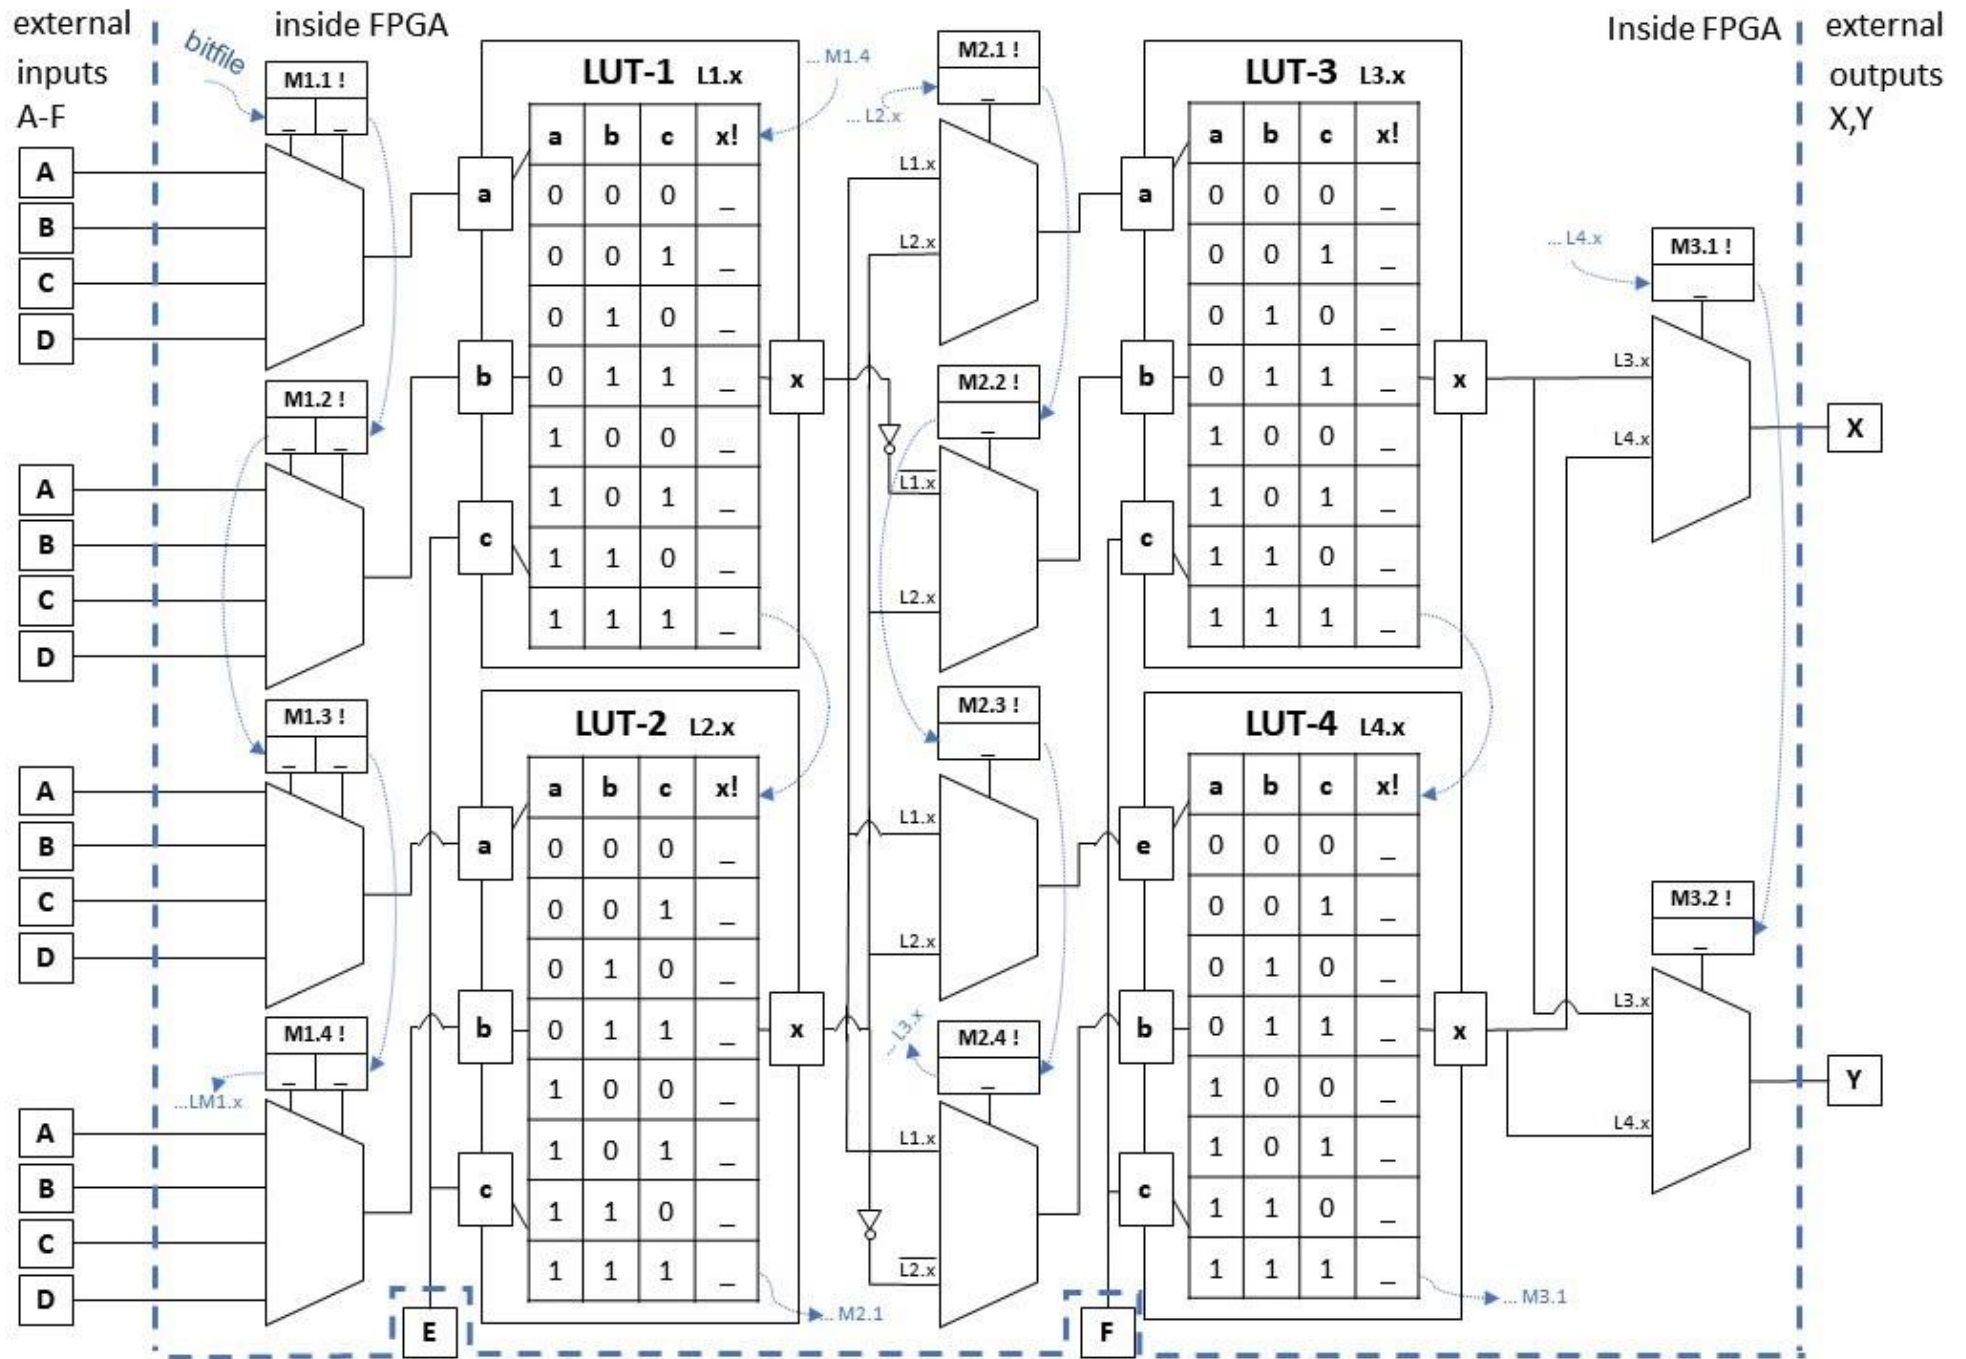 external
inputs
A-F
inside FPGA
bitfile
M1.1 !
_ _
A
B
C
D
M1.2 !
_ _
A
B
C
D
M1.3 !
_ _
A
B
C
D
M1.4 !
_ _
...LM1.x
A
B
C
D
E
LUT-1 L1.x
... M1.4
a b c x!
0 0 0 _
0 0 1 _
0 1 0 _
0 1 1 _
1 0 0 _
1 0 1 _
1 1 0 _
1 1 1 _
a
b
c
x
LUT-2 L2.x
a b c x!
0 0 0 _
0 0 1 _
0 1 0 _
0 1 1 _
1 0 0 _
1 0 1 _
1 1 0 _
1 1 1 _
a
b
c
x
... M2.1
M2.1 !
_
... L2.x
L1.x
L2.x
M2.2 !
_
L1.x
L2.x
M2.3 !
_
L1.x
L2.x
M2.4 !
_
... L3.x
L1.x
L2.x
F
LUT-3 L3.x
a b c x!
0 0 0 _
0 0 1 _
0 1 0 _
0 1 1 _
1 0 0 _
1 0 1 _
1 1 0 _
1 1 1 _
a
b
c
x
LUT-4 L4.x
a b c x!
0 0 0 _
0 0 1 _
0 1 0 _
0 1 1 _
1 0 0 _
1 0 1 _
1 1 0 _
1 1 1 _
e
b
c
x
... M3.1
Inside FPGA
... L4.x
M3.1 !
_
L3.x
L4.x
M3.2 !
_
L3.x
L4.x
external
outputs
X,Y
X
Y